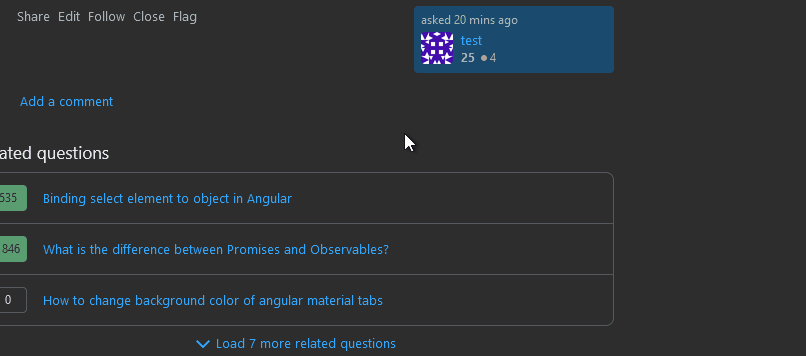 Share Edit Follow Close Flag
asked 20 mins ago
test
25 ●4
Add a comment
ated questions
535 Binding select element to object in Angular
846 What is the difference between Promises and Observables?
0 How to change background color of angular material tabs
Load 7 more related questions